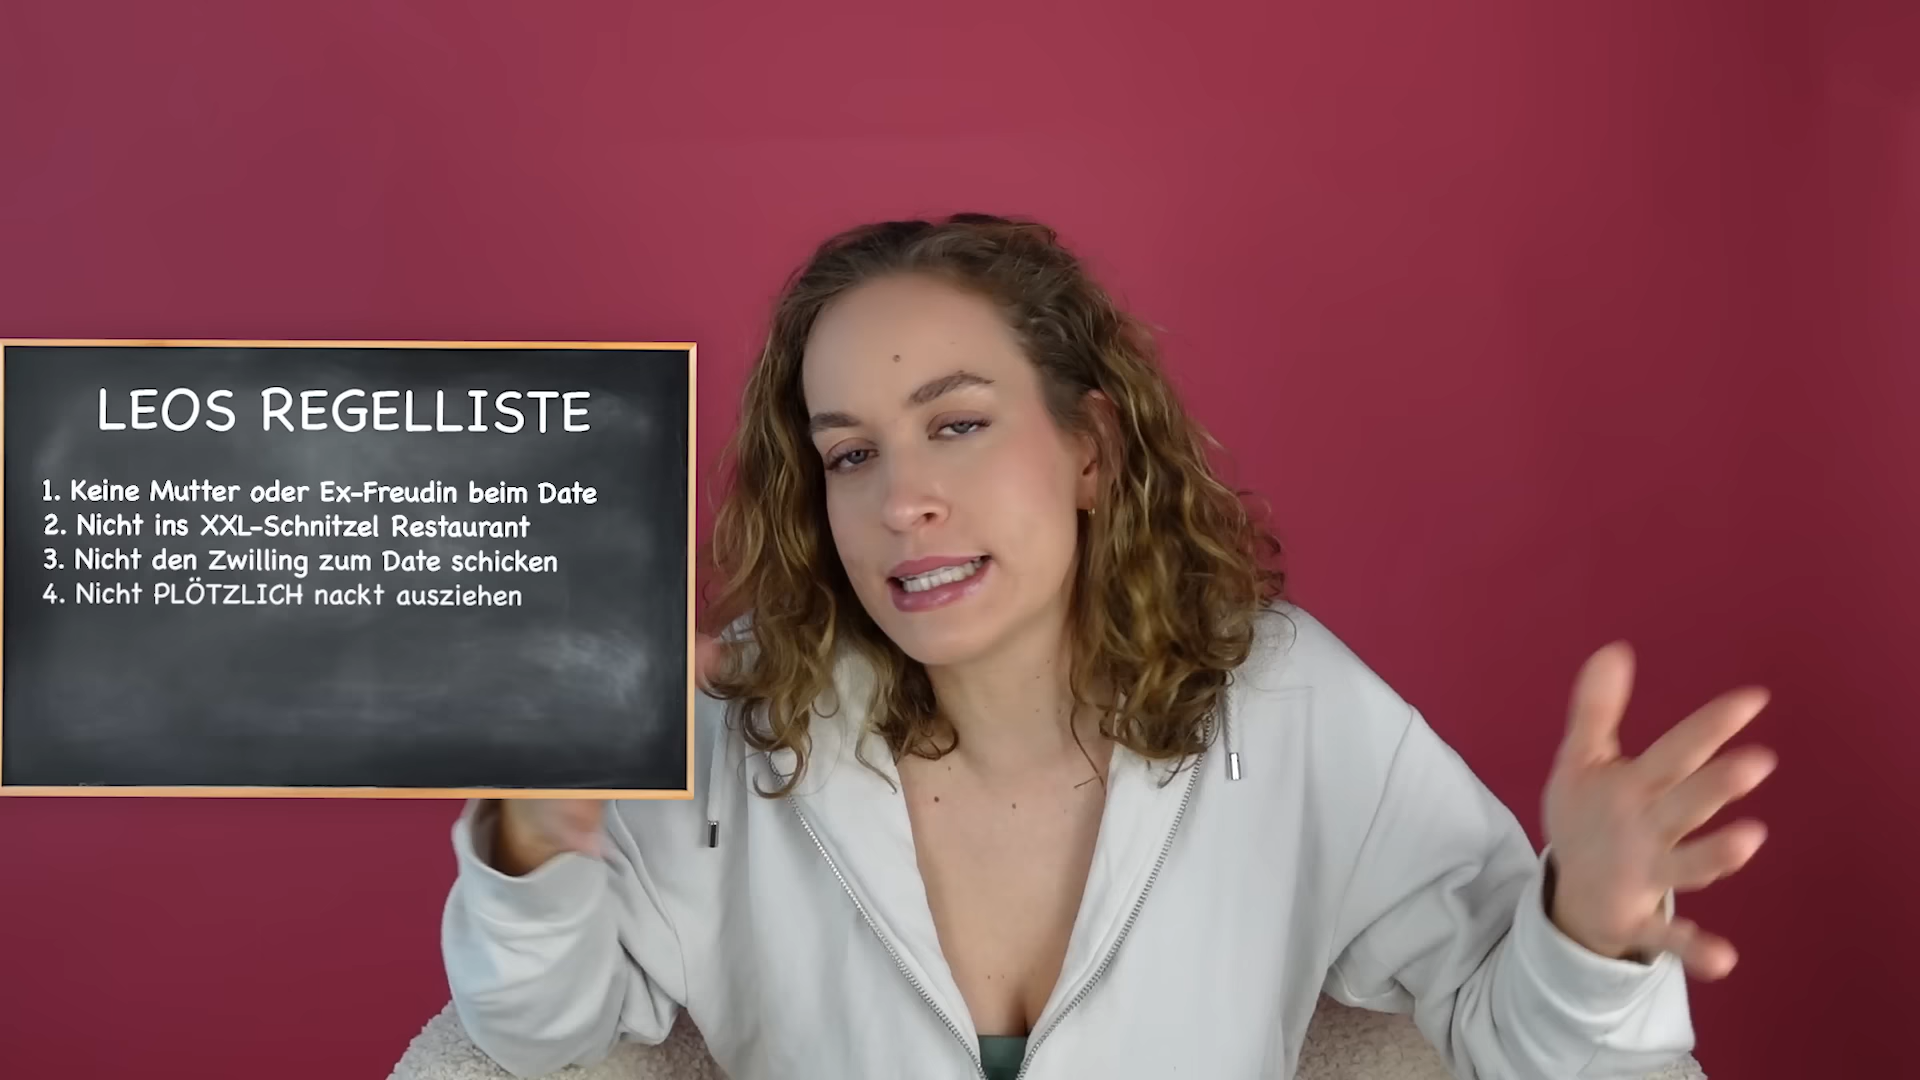 LEOS REGELLISTE
1. Keine Mutter oder Ex-Freudin beim Date
2. Nicht ins XXL-Schnitzel Restaurant
3. Nicht den Zwilling zum Date schicken
4. Nicht PLÖTZLICH nackt ausziehen